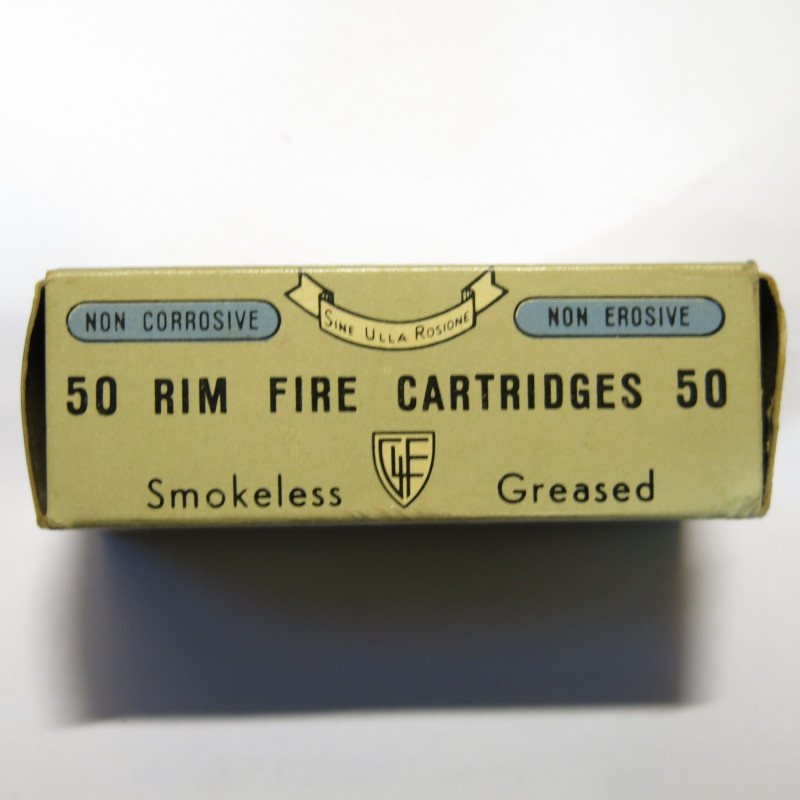 NON CORROSIVE
Sine Ulla Rosione
NON EROSIVE
50 RIM FIRE CARTRIDGES 50
Smokeless
Greased